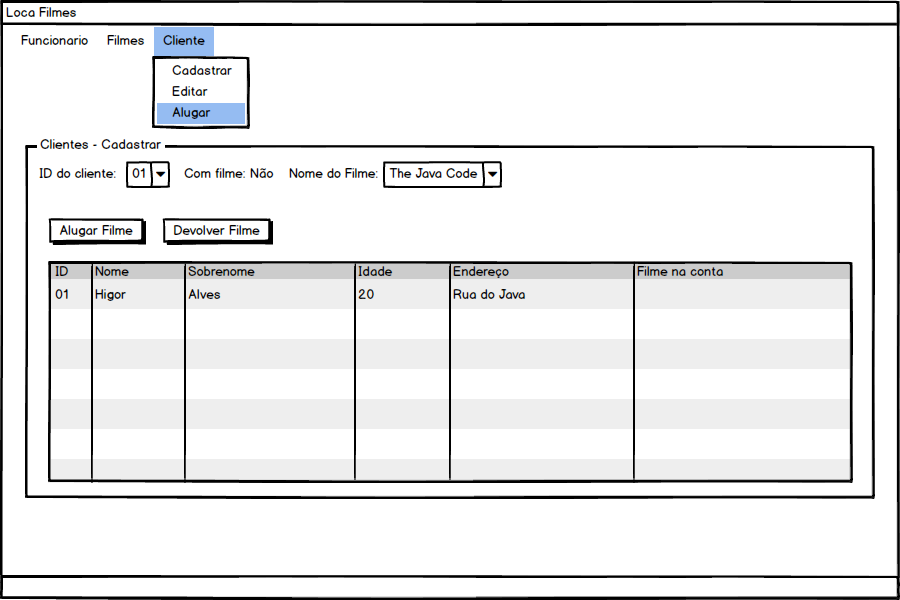 Loca Filmes
Funcionario Filmes Cliente
Cadastrar
Editar
Alugar
Clientes - Cadastrar
ID do cliente: 01 Com filme: Não Nome do Filme: The Java Code
Alugar Filme Devolver Filme
ID Nome Sobrenome Idade Endereço Filme na conta
01 Higor Alves 20 Rua do Java